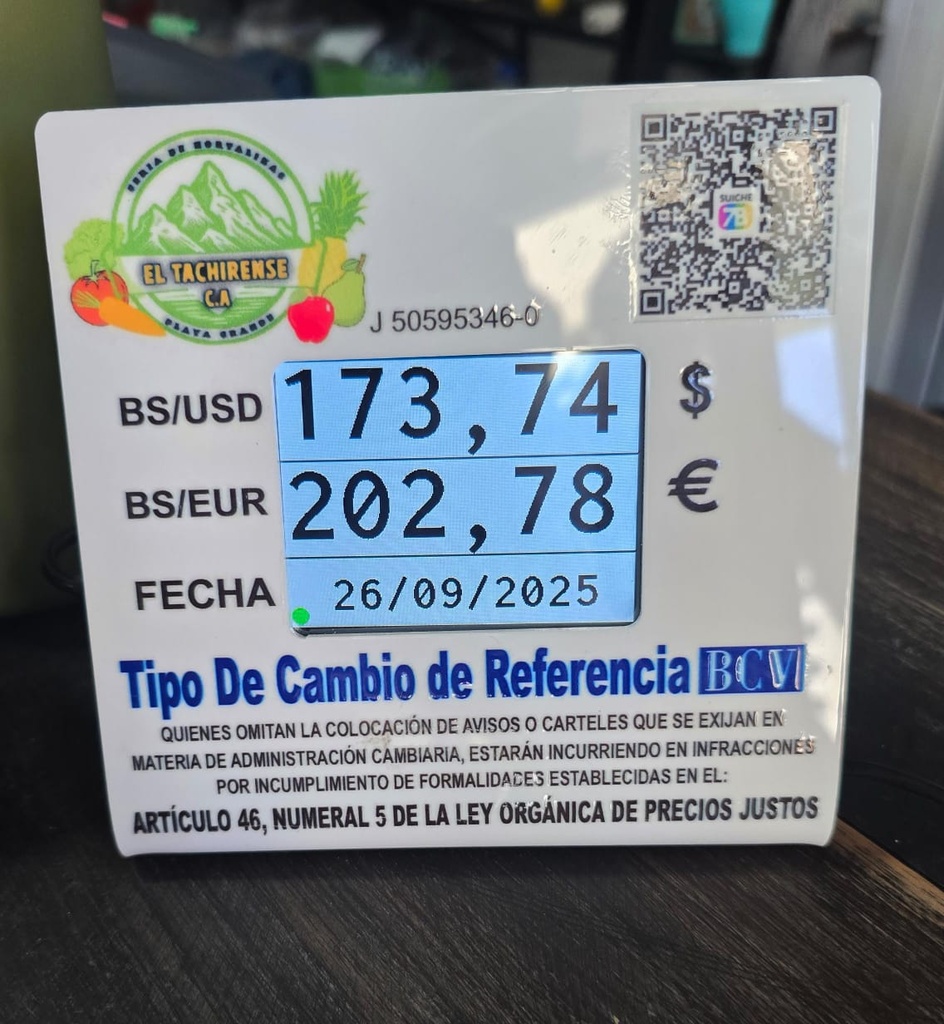 FERIA DE HORTALIZAS
EL TACHIRENSE
C.A
PLAYA GRANDE
SUICHE
7B
J 50595346-0
BS/USD 173,74 $
BS/EUR 202,78 €
FECHA 26/09/2025
Tipo De Cambio de Referencia BCV
QUIENES OMITAN LA COLOCACIÓN DE AVISOS O CARTELES QUE SE EXIJAN EN
MATERIA DE ADMINISTRACIÓN CAMBIARIA, ESTARÁN INCURRIENDO EN INFRACCIONES
POR INCUMPLIMIENTO DE FORMALIDADES ESTABLECIDAS EN EL:
ARTÍCULO 46, NUMERAL 5 DE LA LEY ORGÁNICA DE PRECIOS JUSTOS